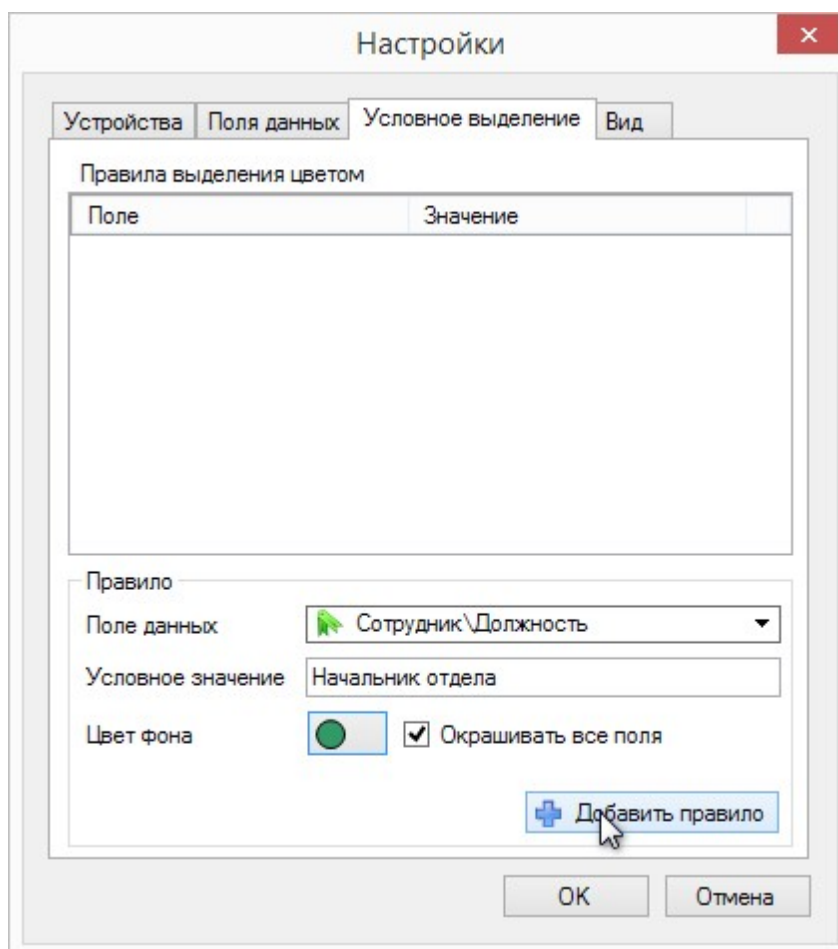 Настройки
Устройства Поля данных Условное выделение Вид
Правила выделения цветом
Поле Значение
Правило
Поле данных Сотрудник\Должность
Условное значение Начальник отдела
Цвет фона Окрашивать все поля
Добавить правило
OK Отмена